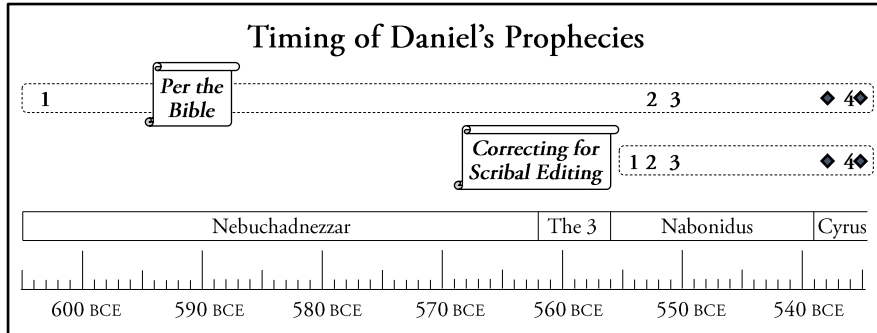 Timing of Daniel's Prophecies
Per the
Bible
1 2 3 4
Correcting for
Scribal Editing
1 2 3 4
Nebuchadnezzar The 3 Nabonidus Cyrus
600 BCE 590 BCE 580 BCE 570 BCE 560 BCE 550 BCE 540 BCE